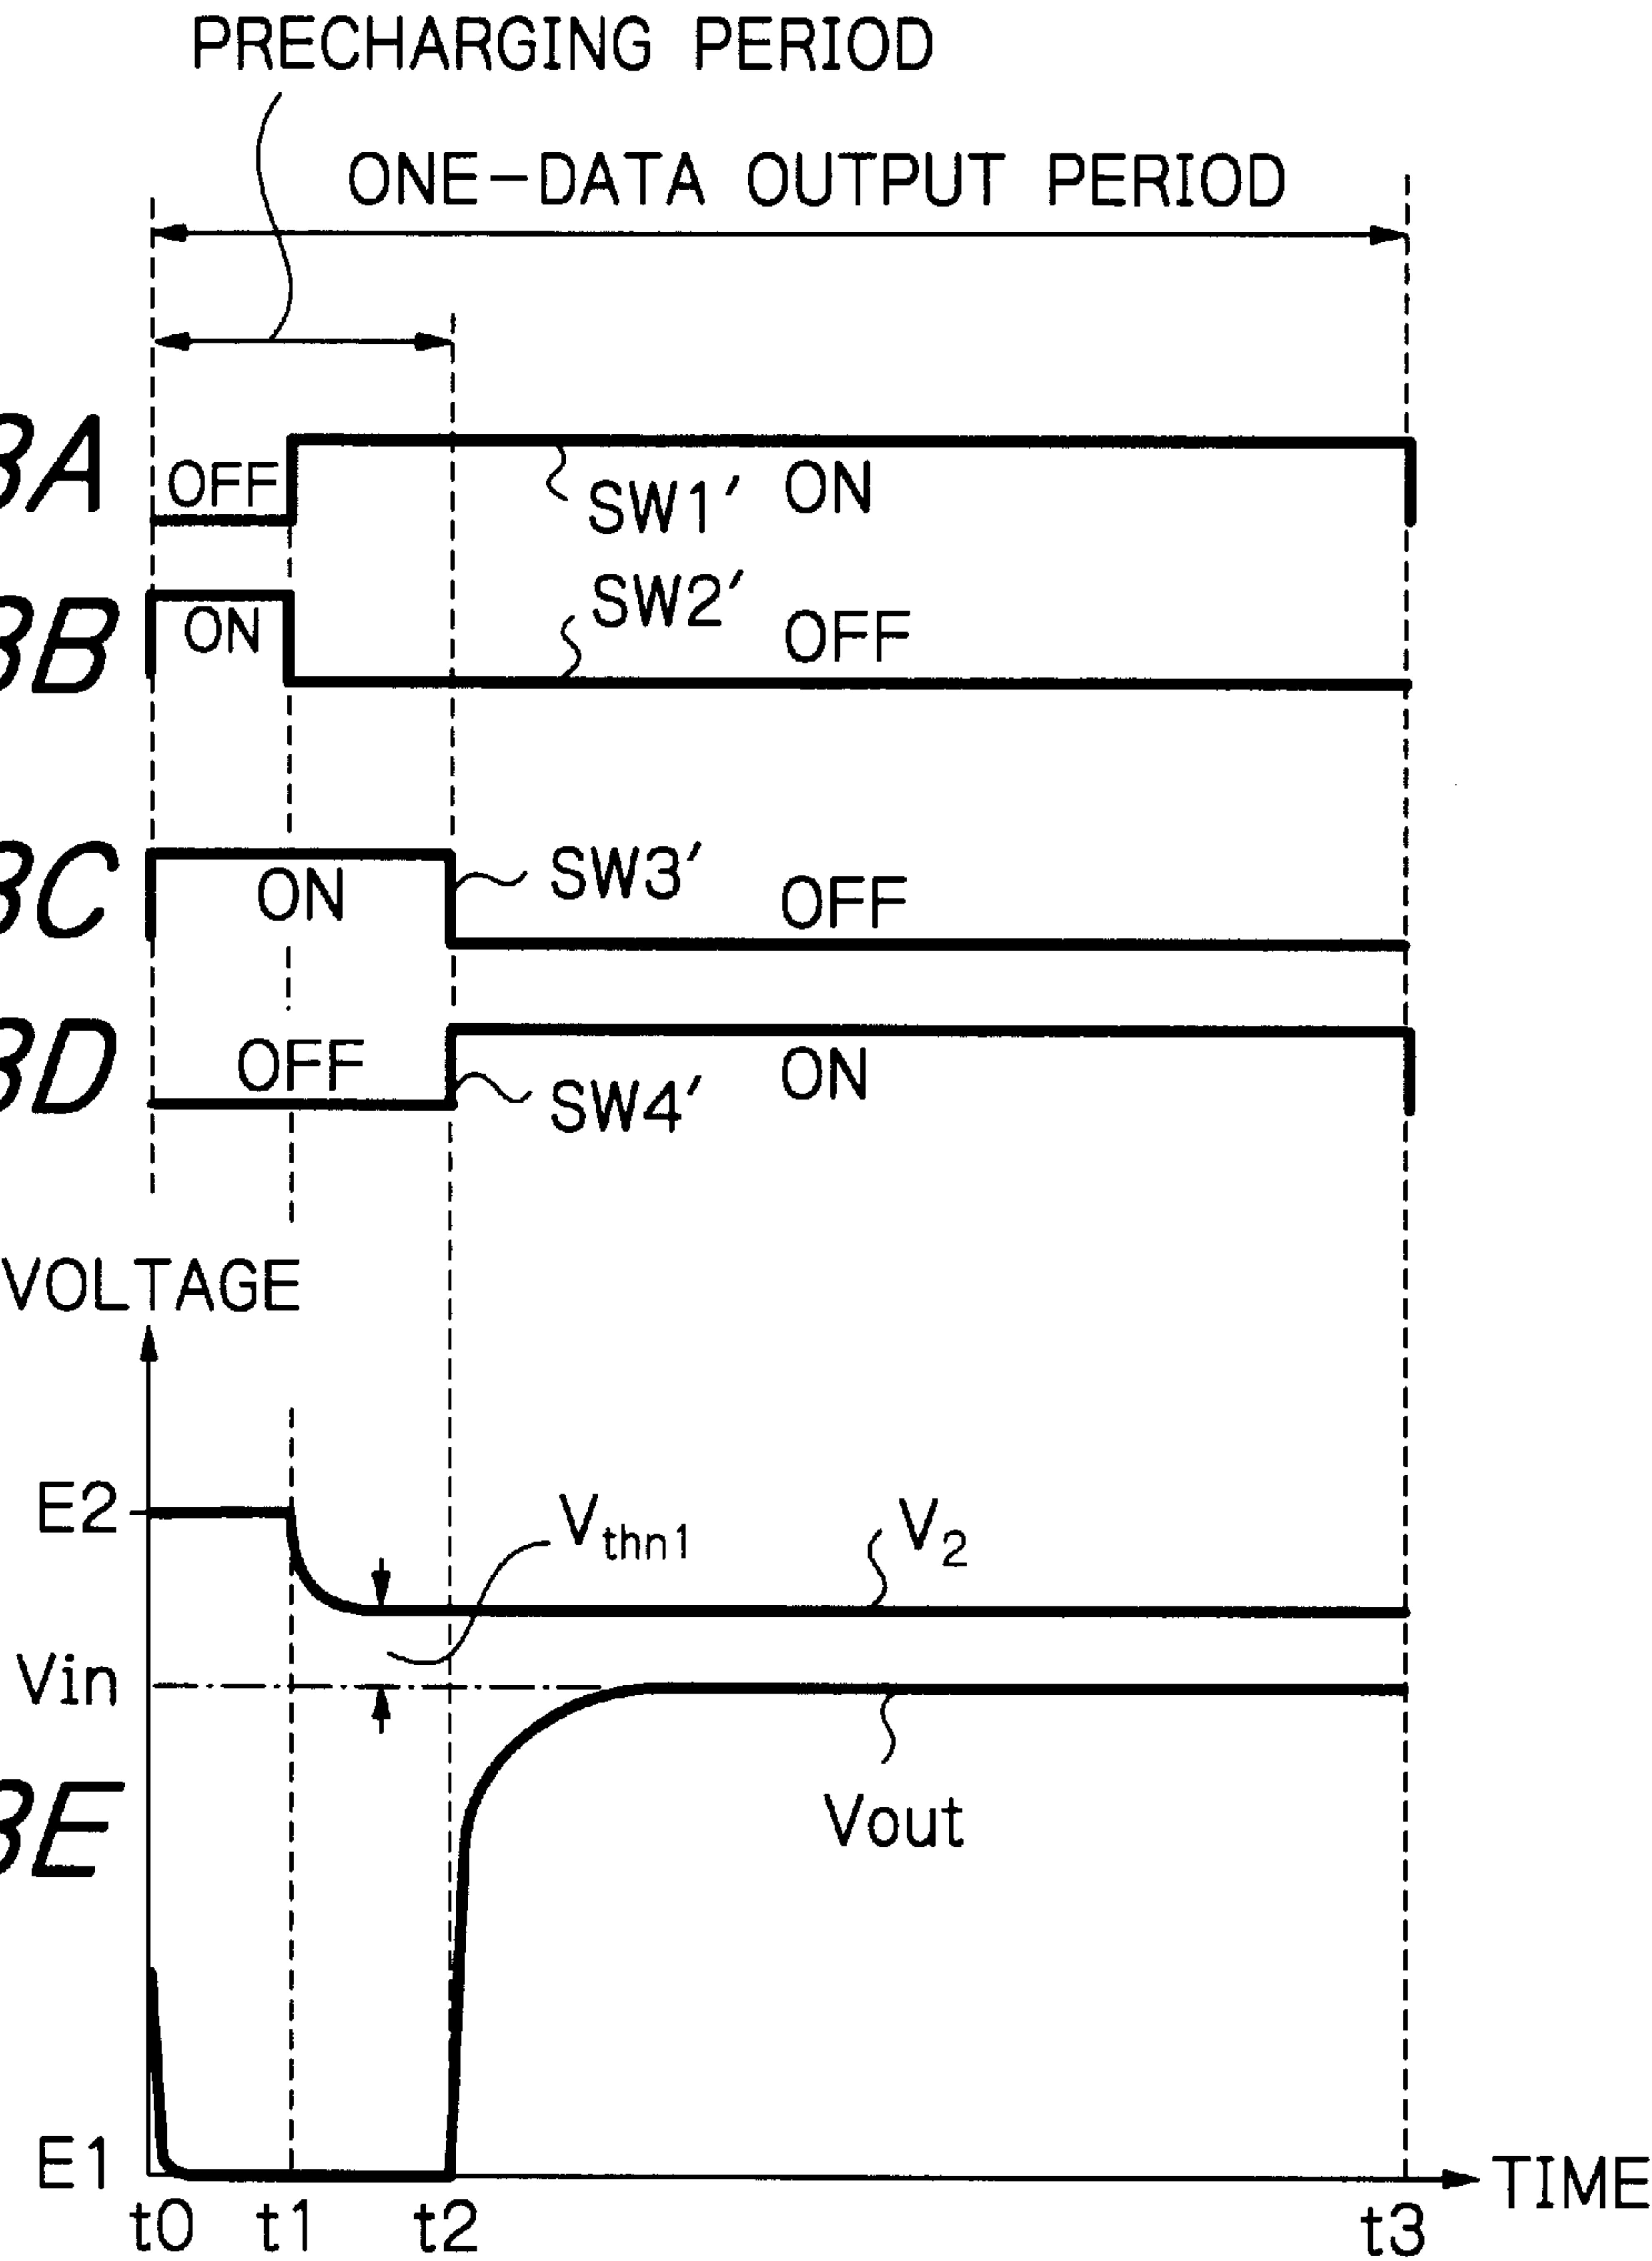 PRECHARGING PERIOD
ONE-DATA OUTPUT PERIOD
3A
OFF
SW1'
ON
3B
ON
SW2'
OFF
3C
ON
SW3'
OFF
3D
OFF
SW4'
ON
VOLTAGE
E2
Vthn1
V2
Vin
3E
Vout
E1
TIME
t0
t1
t2
t3